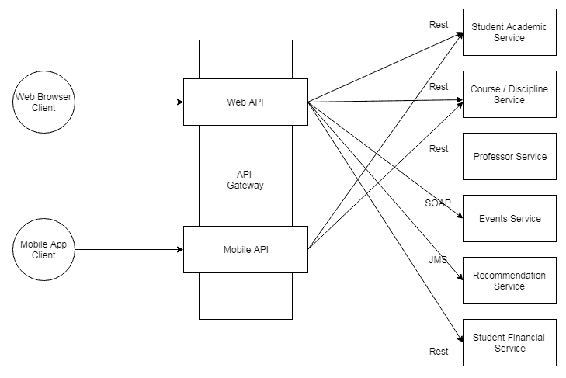 Rest
Student Academic
Service
Web Browser
Client
Web API
Rest
Course / Discipline
Service
Rest
Professor Service
API
Gateway
SOAP
Events Service
Mobile App
Client
Mobile API
JMS
Recommendation
Service
Student Financial
Service
Rest